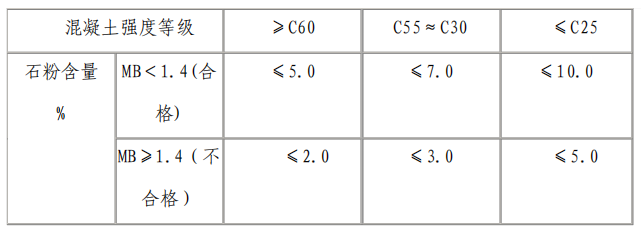 混凝土强度等级 ≥C60 C55≈C30 ≤C25
石粉含量 MB＜1.4(合 ≤5.0 ≤7.0 ≤10.0
% 格)
MB≥1.4（不 ≤2.0 ≤3.0 ≤5.0
合格）